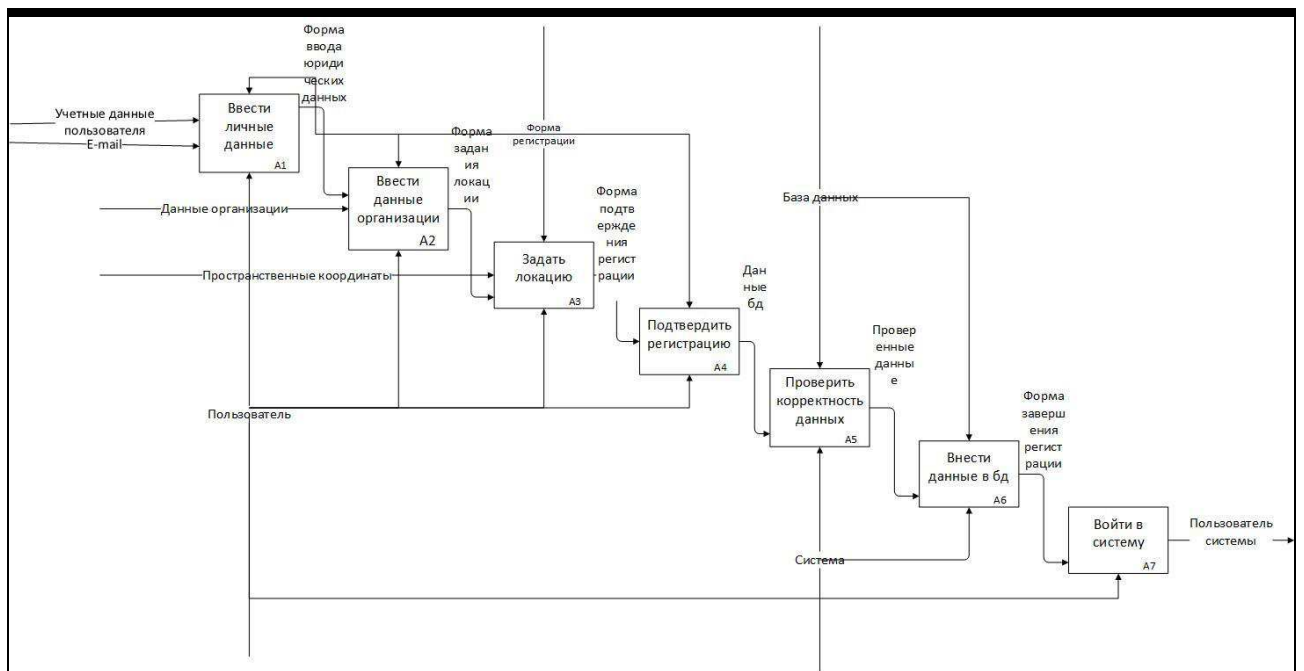 Форма
ввода
юриди
ческих
данных
Учетные данные
пользователя
E-mail
Ввести
личные
данные
A1
Форма
регистрации
Форма
задан
ия
локац
ии
Данные организации
Ввести
данные
организации
A2
Форма
подтв
ержде
ния
регист
рации
База данных
Пространственные координаты
Задать
локацию
A3
Дан
ные
бд
Подтвердить
регистрацию
A4
Провер
енные
данны
е
Проверить
корректность
данных
A5
Пользователь
Форма
заверш
ения
регист
рации
Внести
данные в бд
A6
Система
Войти в
систему
A7
Пользователь
системы